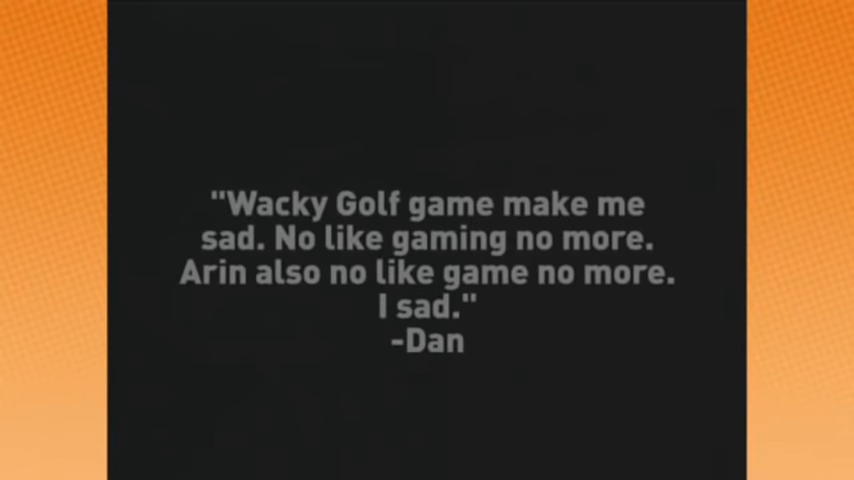 "Wacky Golf game make me
sad. No like gaming no more.
Arin also no like game no more.
I sad."
-Dan